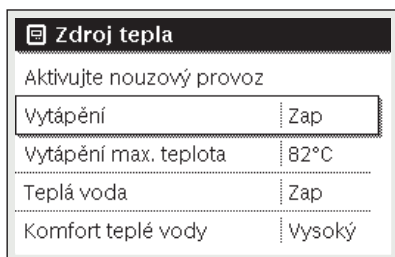 Zdroj tepla
Aktivujte nouzový provoz
Vytápění Zap
Vytápění max. teplota 82°C
Teplá voda Zap
Komfort teplé vody Vysoký